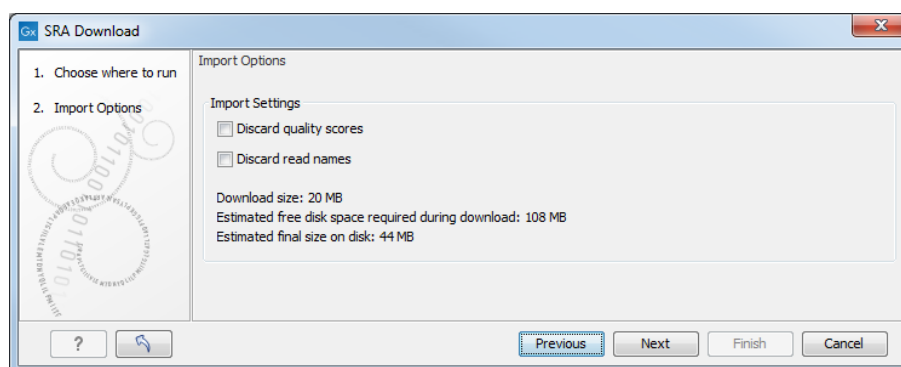 Gx SRA Download
X
1. Choose where to run
2. Import Options
Import Options
Import Settings
Discard quality scores
Discard read names
Download size: 20 MB
Estimated free disk space required during download: 108 MB
Estimated final size on disk: 44 MB
?
Previous
Next
Finish
Cancel